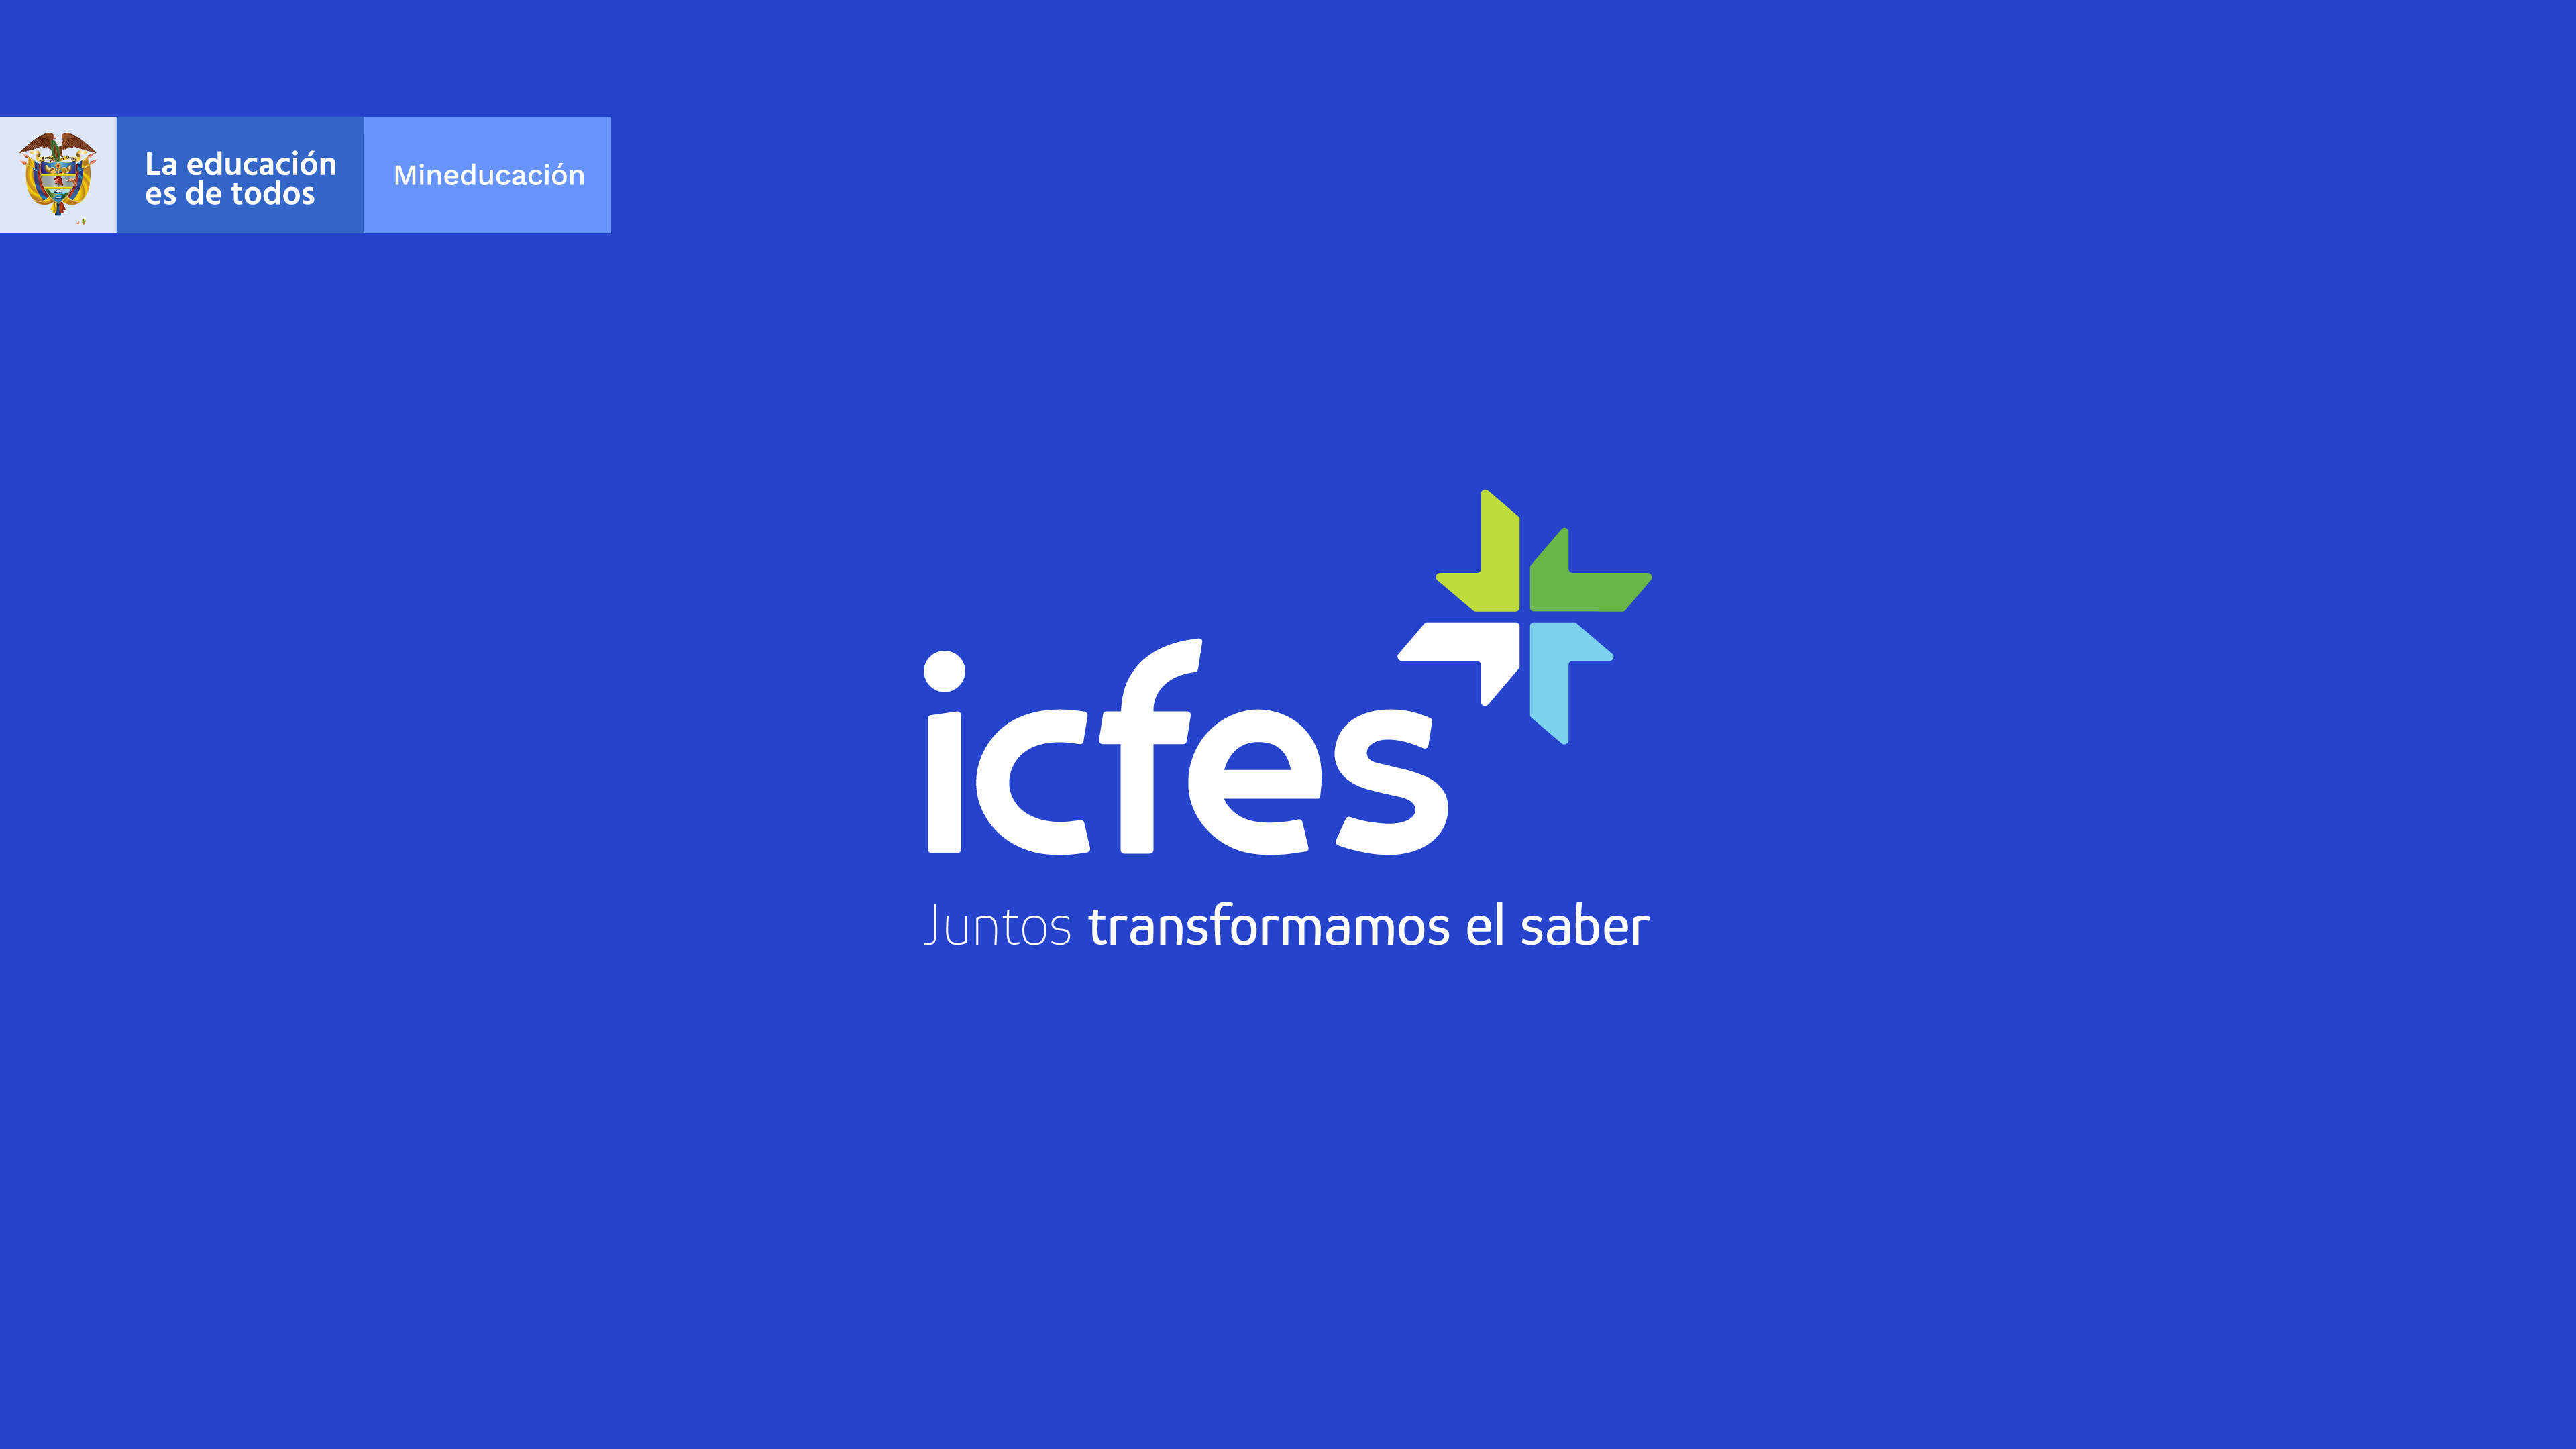 La educación
es de todos
Mineducación
icfes
Juntos transformamos el saber